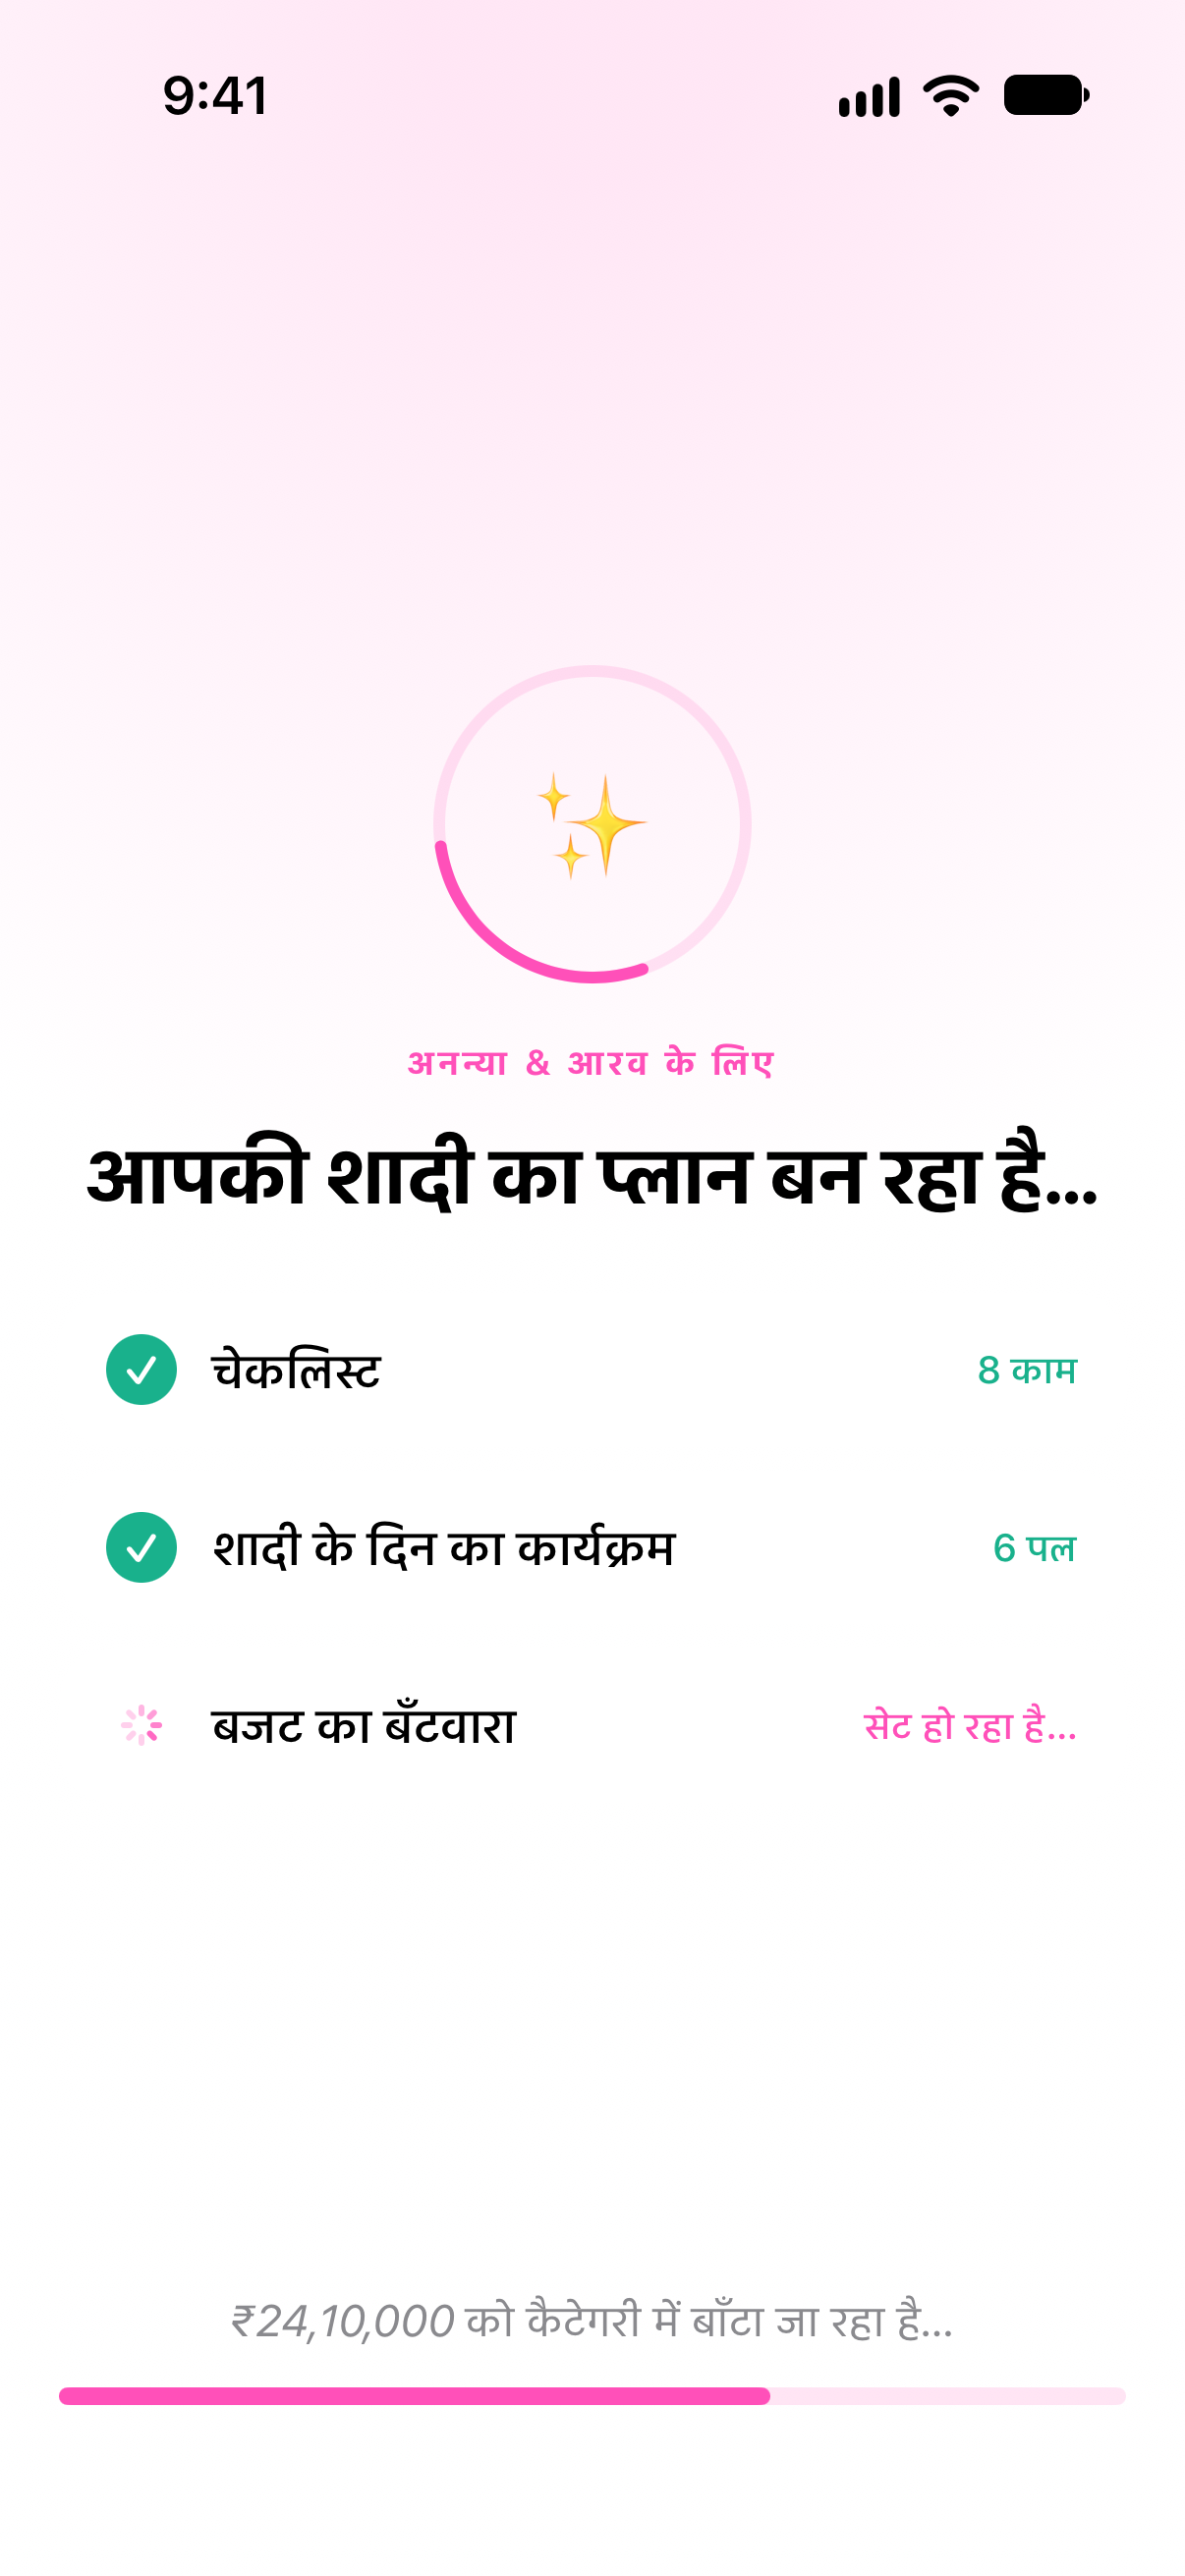 9:41
अनन्या & आरव के लिए
आपकी शादी का प्लान बन रहा है...
चेकलिस्ट
8 काम
शादी के दिन का कार्यक्रम
6 पल
बजट का बँटवारा
सेट हो रहा है...
₹24,10,000 को कैटेगरी में बाँटा जा रहा है...